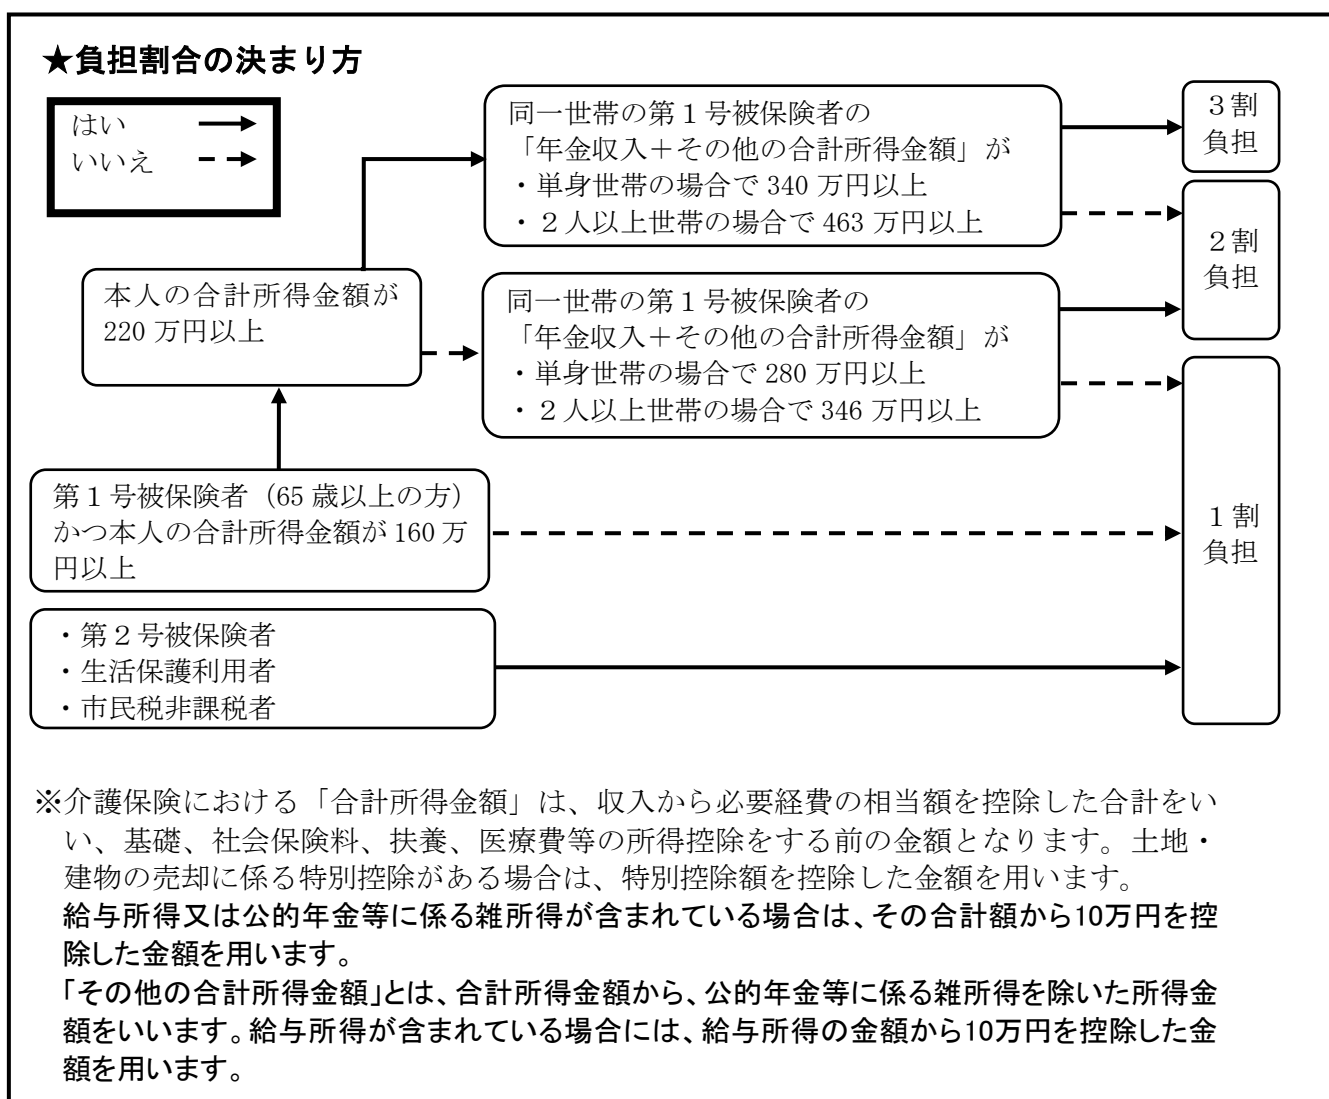 ★負担割合の決まり方
はい
いいえ
同一世帯の第１号被保険者の
「年金収入＋その他の合計所得金額」が
・単身世帯の場合で 340 万円以上
・２人以上世帯の場合で 463 万円以上
３割
負担
２割
負担
本人の合計所得金額が
220 万円以上
同一世帯の第１号被保険者の
「年金収入＋その他の合計所得金額」が
・単身世帯の場合で 280 万円以上
・２人以上世帯の場合で 346 万円以上
第１号被保険者（65 歳以上の方）
かつ本人の合計所得金額が 160 万
円以上
１割
負担
・第２号被保険者
・生活保護利用者
・市民税非課税者
※介護保険における「合計所得金額」は、収入から必要経費の相当額を控除した合計をい
い、基礎、社会保険料、扶養、医療費等の所得控除をする前の金額となります。土地・
建物の売却に係る特別控除がある場合は、特別控除額を控除した金額を用います。
給与所得又は公的年金等に係る雑所得が含まれている場合は、その合計額から10万円を控
除した金額を用います。
「その他の合計所得金額」とは、合計所得金額から、公的年金等に係る雑所得を除いた所得金
額をいいます。給与所得が含まれている場合には、給与所得の金額から10万円を控除した金
額を用います。